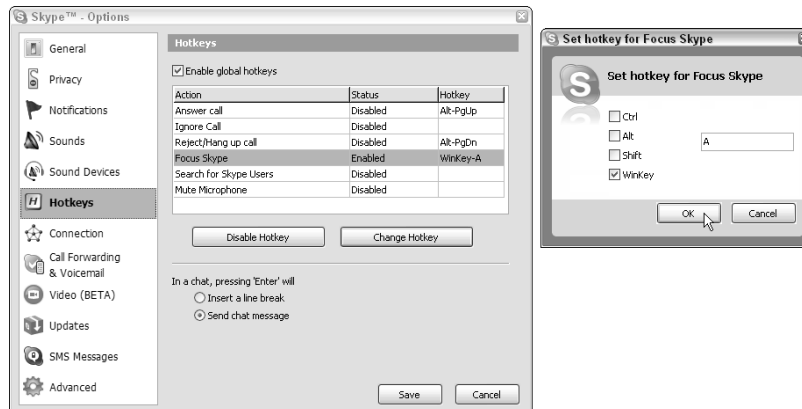 Skype™ - Options
General
Privacy
Notifications
Sounds
Sound Devices
H Hotkeys
Connection
Call Forwarding
& Voicemail
Video (BETA)
Updates
SMS Messages
Advanced
Hotkeys
Enable global hotkeys
Action Status Hotkey
Answer call Disabled Alt-PgUp
Ignore Call Disabled
Reject/Hang up call Disabled Alt-PgDn
Focus Skype Enabled WinKey-A
Search for Skype Users Disabled
Mute Microphone Disabled
Disable Hotkey Change Hotkey
In a chat, pressing 'Enter' will
Insert a line break
Send chat message
Save Cancel
Set hotkey for Focus Skype
S Set hotkey for Focus Skype
Ctrl
Alt
A
Shift
WinKey
OK Cancel